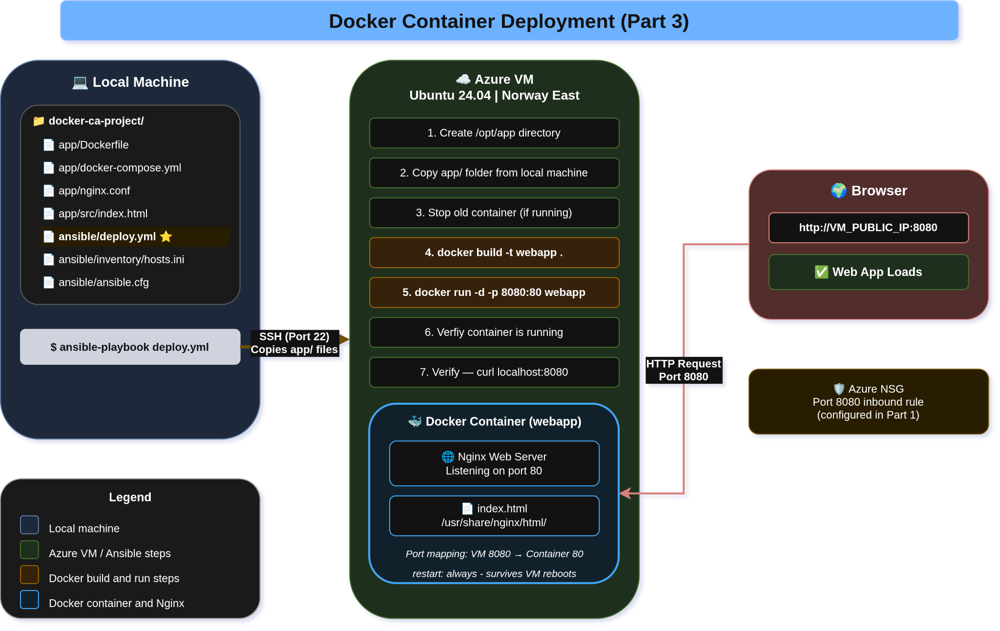 Docker Container Deployment (Part 3)
💻 Local Machine
📁 docker-ca-project/
📄 app/Dockerfile
📄 app/docker-compose.yml
📄 app/nginx.conf
📄 app/src/index.html
📄 ansible/deploy.yml ⭐
📄 ansible/inventory/hosts.ini
📄 ansible/ansible.cfg
$ ansible-playbook deploy.yml
SSH (Port 22)
Copies app/ files
☁️ Azure VM
Ubuntu 24.04 | Norway East
1. Create /opt/app directory
2. Copy app/ folder from local machine
3. Stop old container (if running)
4. docker build -t webapp .
5. docker run -d -p 8080:80 webapp
6. Verfiy container is running
7. Verify — curl localhost:8080
🐳 Docker Container (webapp)
🌐 Nginx Web Server
Listening on port 80
📄 index.html
/usr/share/nginx/html/
Port mapping: VM 8080 → Container 80
restart: always - survives VM reboots
HTTP Request
Port 8080
🌍 Browser
http://VM_PUBLIC_IP:8080
✅ Web App Loads
🛡️ Azure NSG
Port 8080 inbound rule
(configured in Part 1)
Legend
Local machine
Azure VM / Ansible steps
Docker build and run steps
Docker container and Nginx